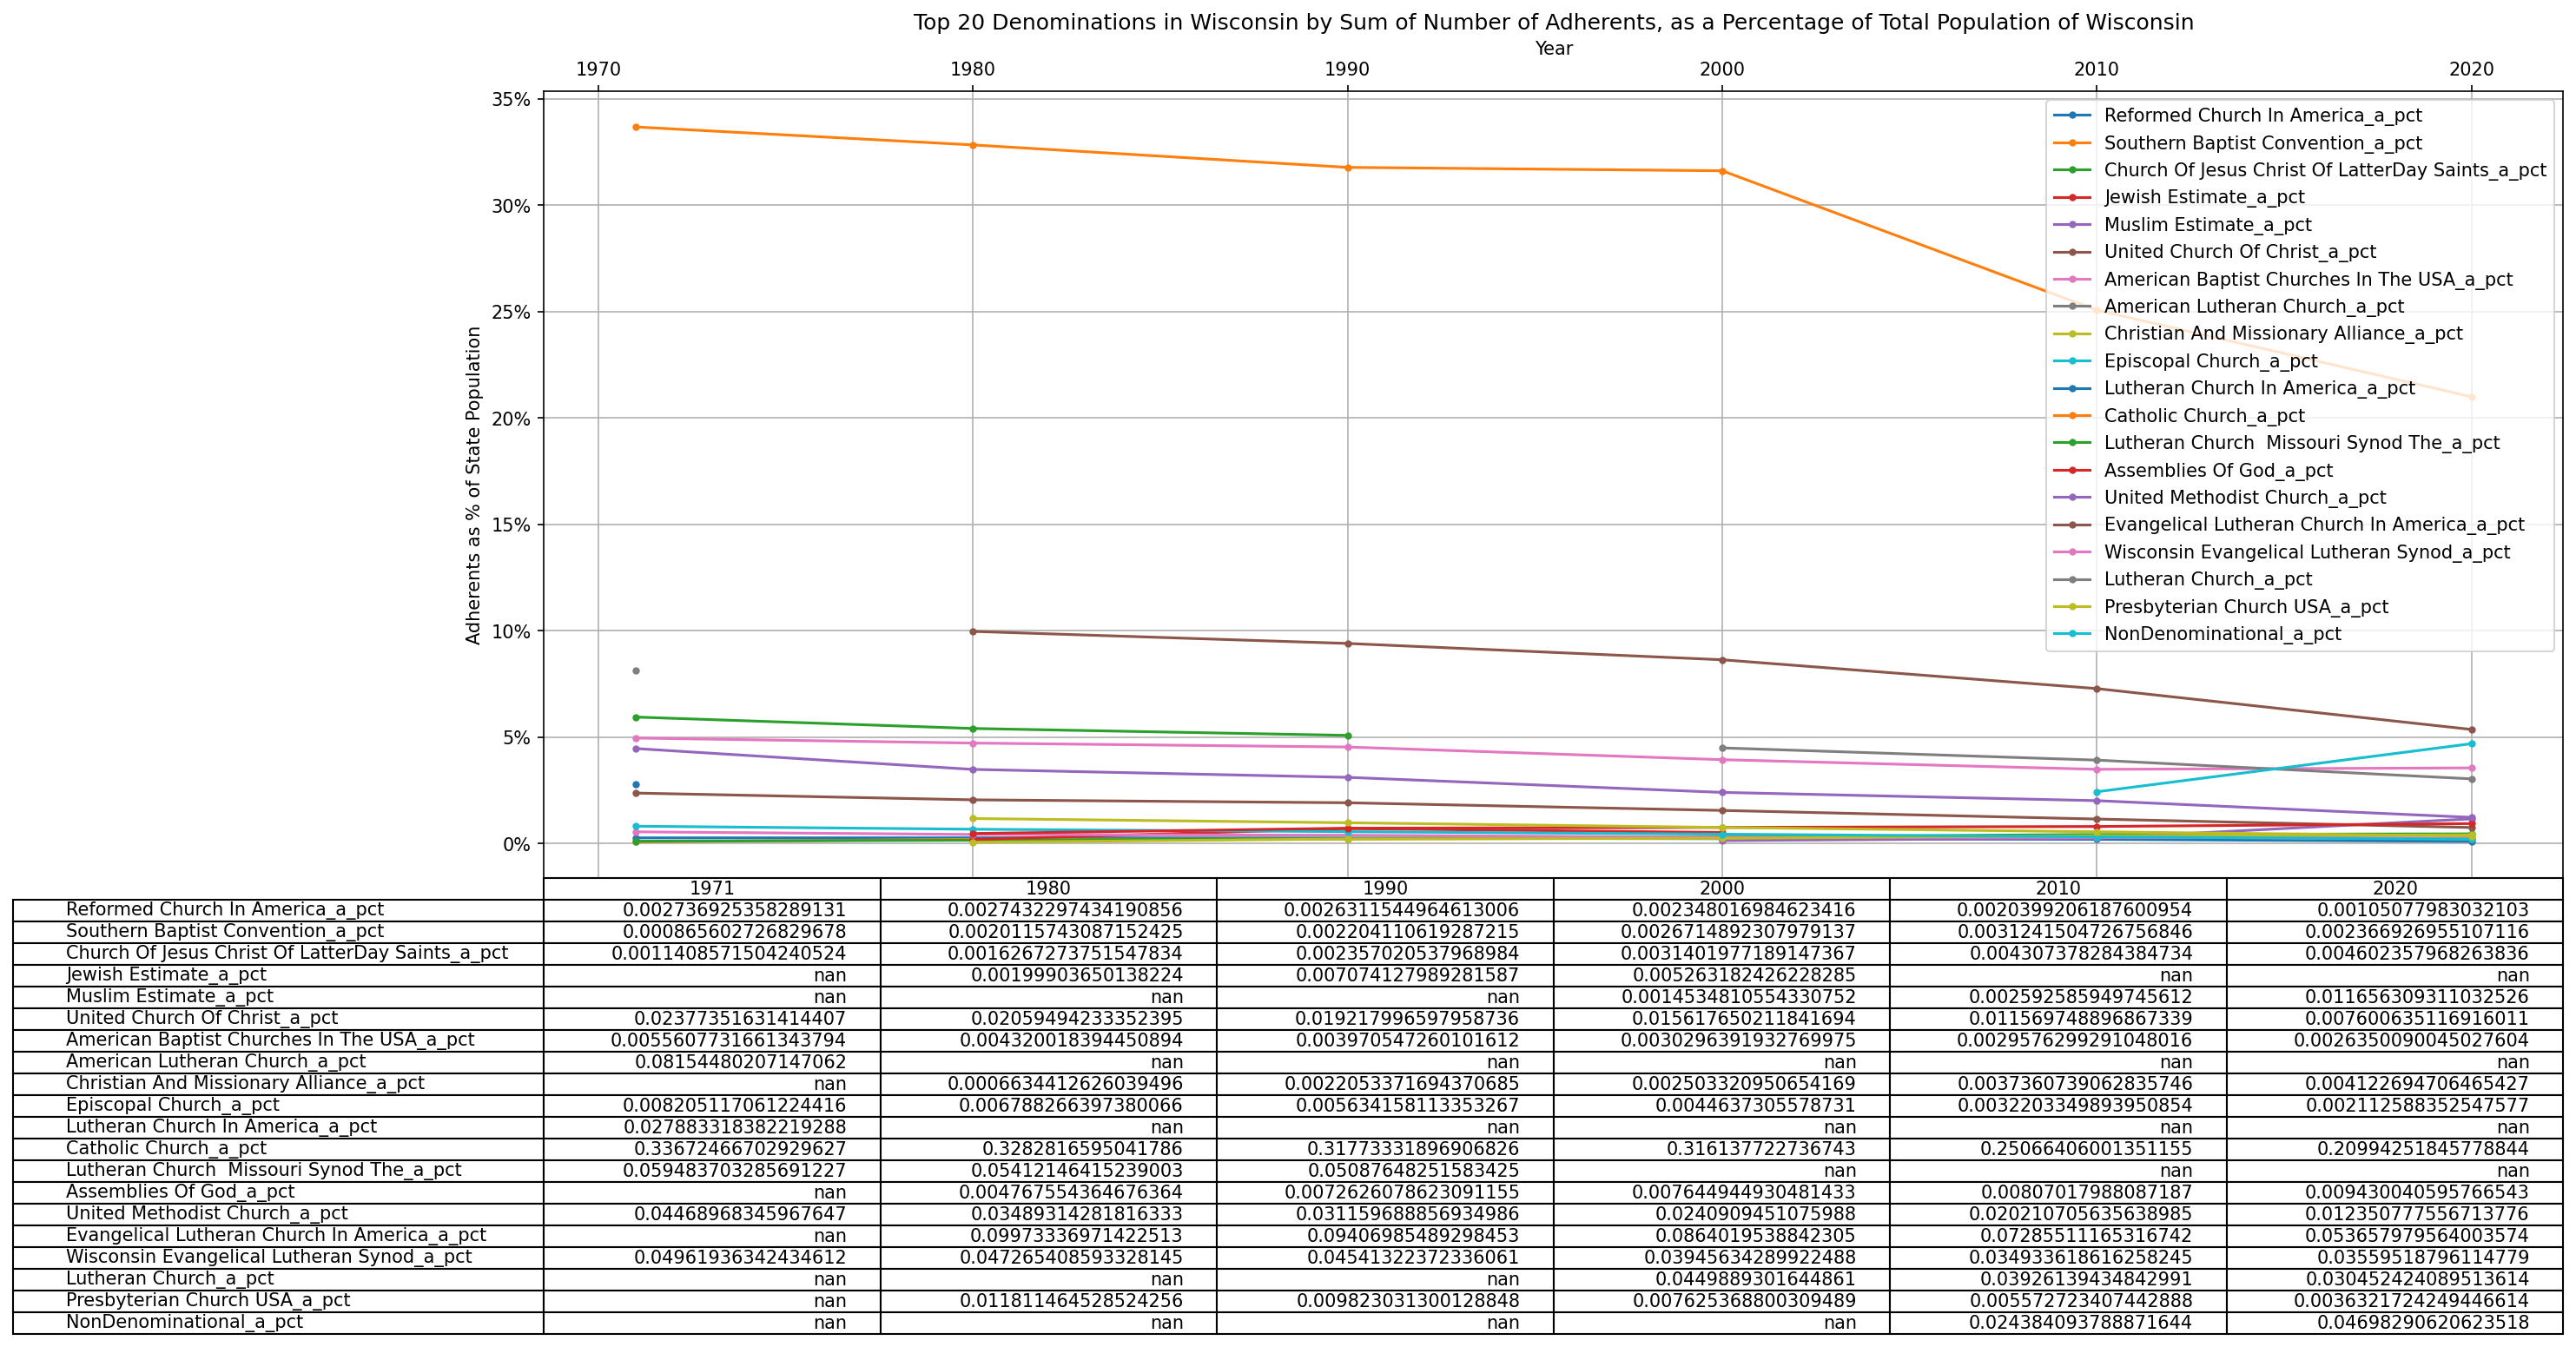 Top 20 Denominations in Wisconsin by Sum of Number of Adherents, as a Percentage of Total Population of Wisconsin
Year
1970 1980 1990 2000 2010 2020
35%
30%
25%
20%
15%
10%
5%
0%
Adherents as % of State Population
Reformed Church In America_a_pct
Southern Baptist Convention_a_pct
Church Of Jesus Christ Of LatterDay Saints_a_pct
Jewish Estimate_a_pct
Muslim Estimate_a_pct
United Church Of Christ_a_pct
American Baptist Churches In The USA_a_pct
American Lutheran Church_a_pct
Christian And Missionary Alliance_a_pct
Episcopal Church_a_pct
Lutheran Church In America_a_pct
Catholic Church_a_pct
Lutheran Church  Missouri Synod The_a_pct
Assemblies Of God_a_pct
United Methodist Church_a_pct
Evangelical Lutheran Church In America_a_pct
Wisconsin Evangelical Lutheran Synod_a_pct
Lutheran Church_a_pct
Presbyterian Church USA_a_pct
NonDenominational_a_pct
1971 1980 1990 2000 2010 2020
Reformed Church In America_a_pct 0.002736925358289131 0.0027432297434190856 0.0026311544964613006 0.002348016984623416 0.0020399206187600954 0.00105077983032103
Southern Baptist Convention_a_pct 0.000865602726829678 0.0020115743087152425 0.002204110619287215 0.0026714892307979137 0.0031241504726756846 0.002366926955107116
Church Of Jesus Christ Of LatterDay Saints_a_pct 0.0011408571504240524 0.0016267273751547834 0.002357020537968984 0.0031401977189147367 0.004307378284384734 0.004602357968263836
Jewish Estimate_a_pct nan 0.00199903650138224 0.007074127989281587 0.005263182426228285 nan nan
Muslim Estimate_a_pct nan nan nan 0.0014534810554330752 0.002592585949745612 0.011656309311032526
United Church Of Christ_a_pct 0.02377351631414407 0.02059494233352395 0.019217996597958736 0.015617650211841694 0.011569748896867339 0.007600635116916011
American Baptist Churches In The USA_a_pct 0.0055607731661343794 0.004320018394450894 0.003970547260101612 0.0030296391932769975 0.0029576299291048016 0.0026350090045027604
American Lutheran Church_a_pct 0.08154480207147062 nan nan nan nan nan
Christian And Missionary Alliance_a_pct nan 0.00066344126260394​96 0.0022053371694370685 0.002503320950654169 0.0037360739062835746 0.004122694706465427
Episcopal Church_a_pct 0.008205117061224416 0.006788266397380066 0.005634158113353267 0.0044637305578731 0.0032203349893950854 0.002112588352547577
Lutheran Church In America_a_pct 0.027883318382219288 nan nan nan nan nan
Catholic Church_a_pct 0.33672466702929627 0.3282816595041786 0.317733318969​06826 0.316137722736743 0.25066406001351155 0.20994251845778844
Lutheran Church  Missouri Synod The_a_pct 0.059483703285691227 0.05412146415239003 0.05087648251583425 nan nan nan
Assemblies Of God_a_pct nan 0.004767554364676364 0.0072626078623091155 0.007644944930481433 0.00807017988087187 0.009430040595766543
United Methodist Church_a_pct 0.04468968345967647 0.03489314281816333 0.031159688856934986 0.0240909451075988 0.020210705635638985 0.012350777556713776
Evangelical Lutheran Church In America_a_pct nan 0.09973336971422513 0.09406985489298453 0.0864019538842305 0.07285511165316742 0.053657979564003574
Wisconsin Evangelical Lutheran Synod_a_pct 0.04961936342434612 0.047265408593328145 0.04541322372336061 0.03945634289922488 0.034933618616258245 0.03559518796114779
Lutheran Church_a_pct nan nan nan 0.0449889301644861 0.03926139434842991 0.030452424089513614
Presbyterian Church USA_a_pct nan 0.011811464528524256 0.009823031300128848 0.007625368800309489 0.005572723407442888 0.0036321724249446614
NonDenominational_a_pct nan nan nan nan 0.024384093788871644 0.04698290620623518